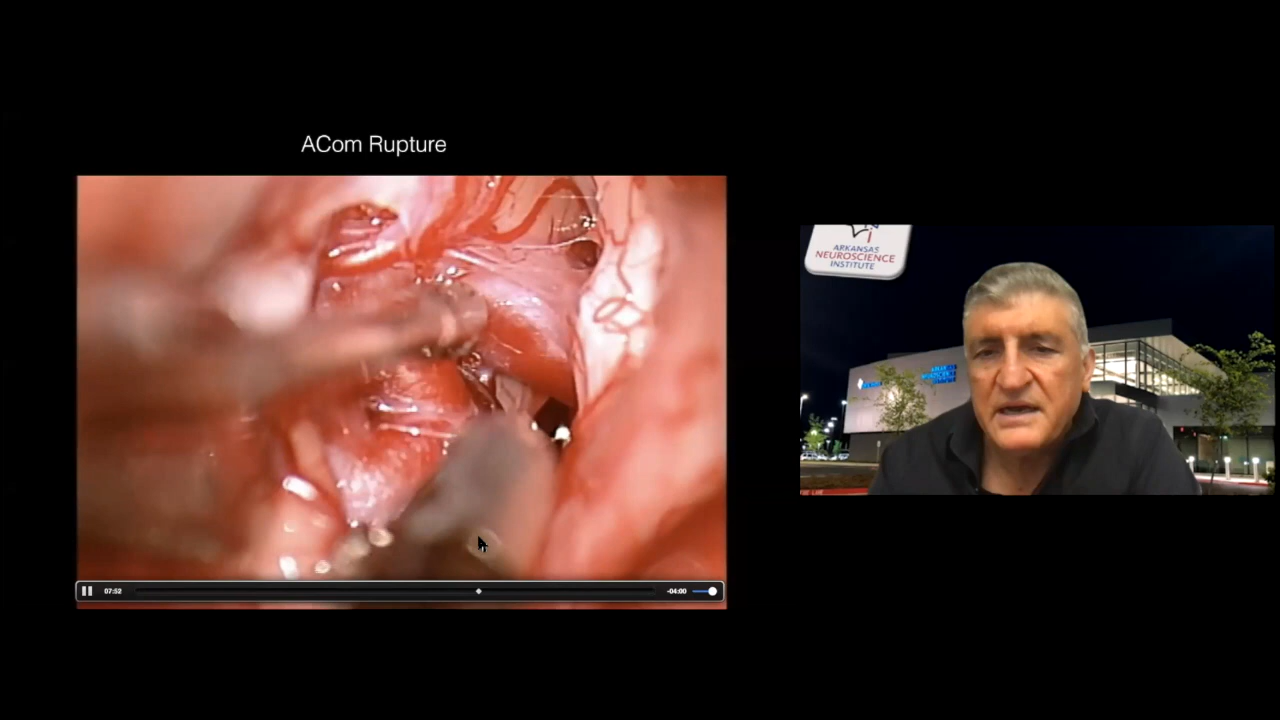 ACom Rupture
ARKANSAS
NEUROSCIENCE
INSTITUTE
07:52
-04:00